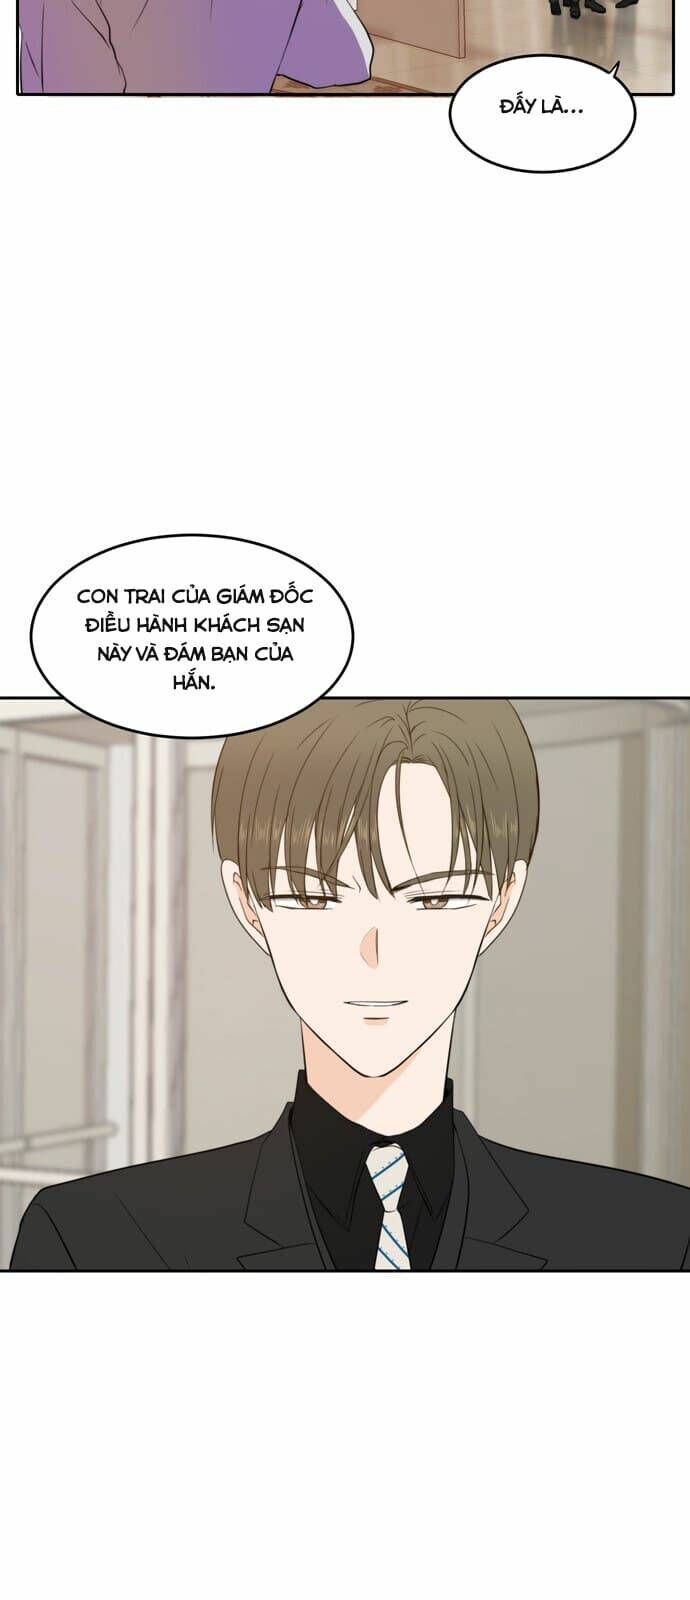 ĐẤY LÀ...
CON TRAI CỦA GIÁM ĐỐC
ĐIỀU HÀNH KHÁCH SẠN
NÀY VÀ ĐÁM BẠN CỦA
HẮN.